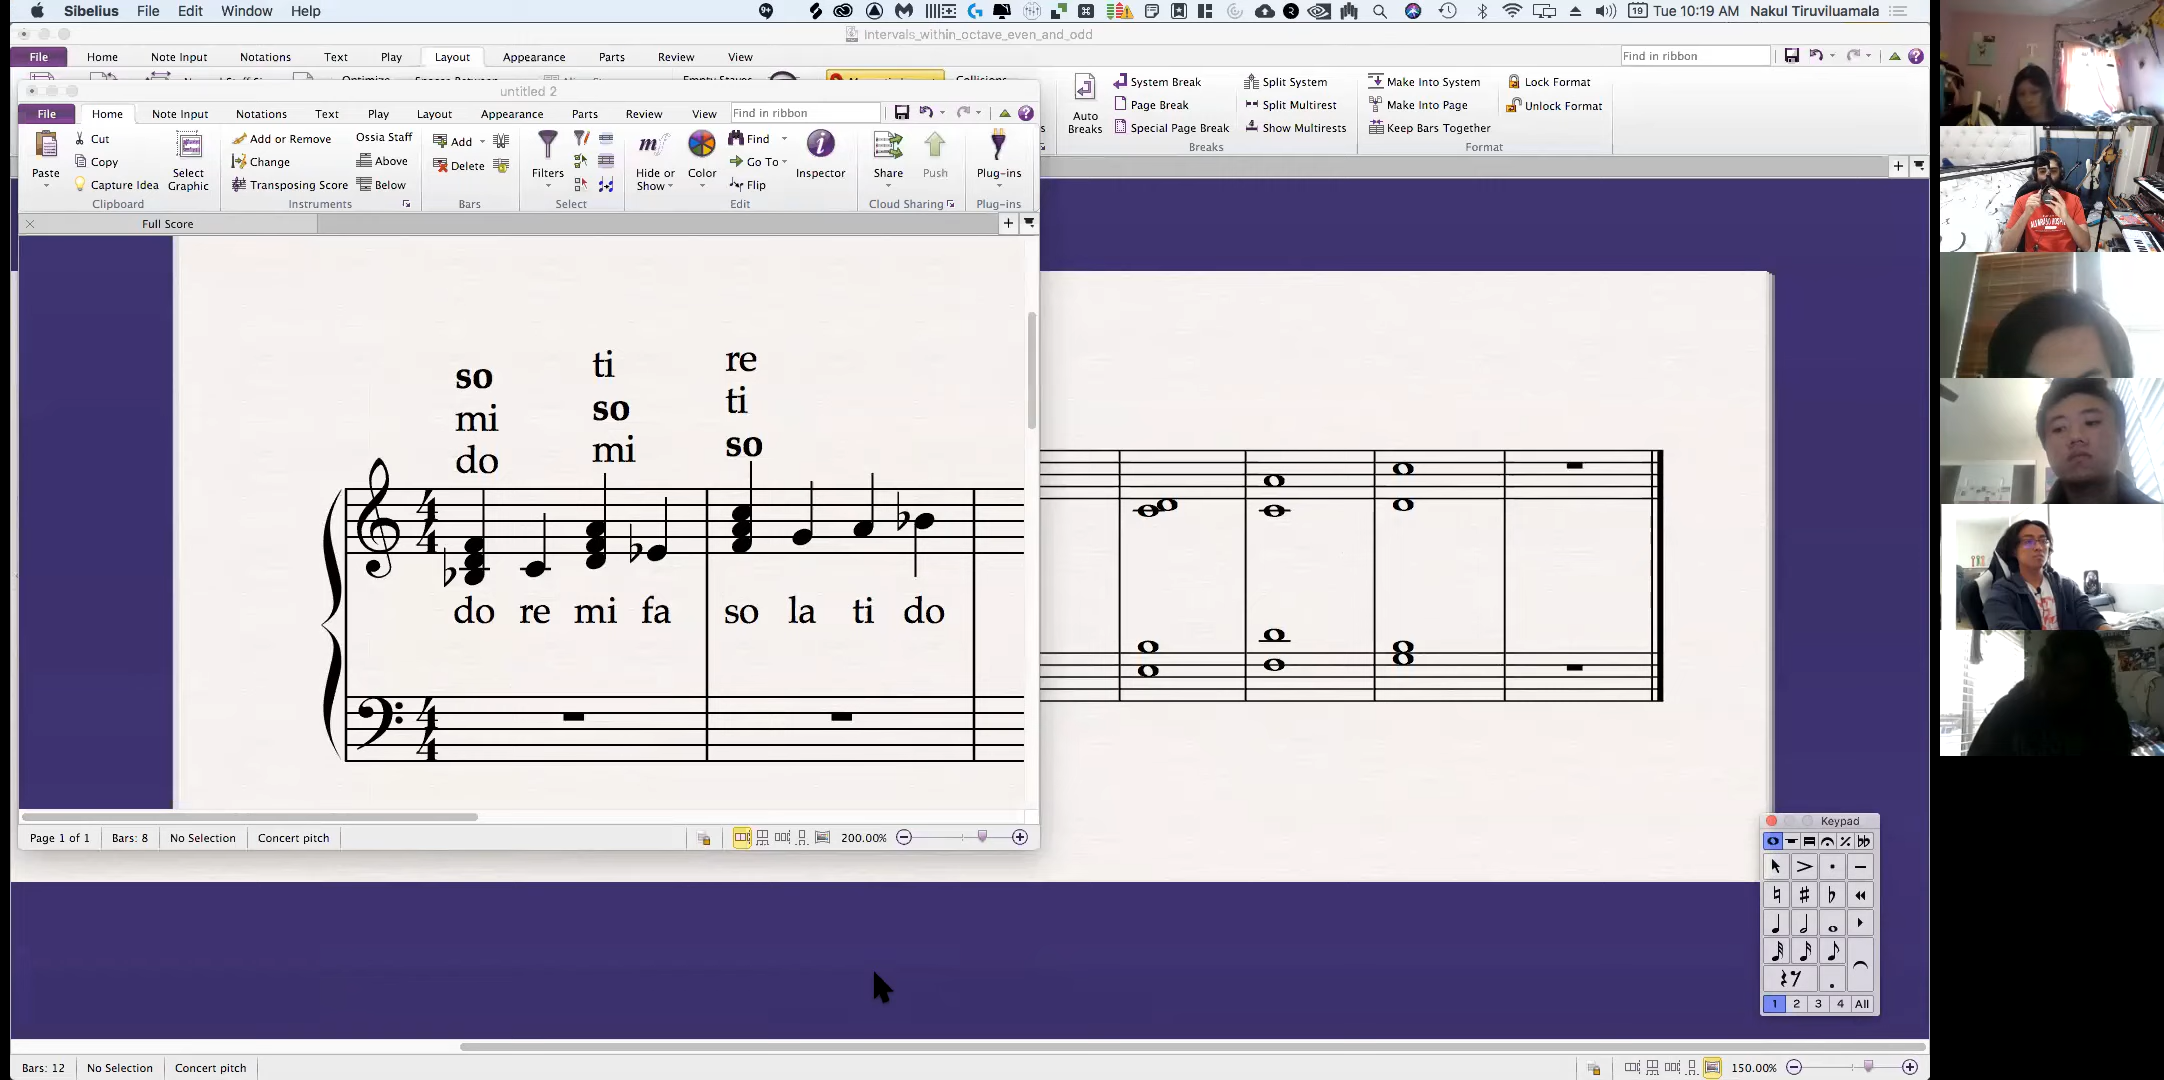 Sibelius File Edit Window Help
Tue 10:19 AM Nakul Tiruviluamala
Intervals_within_octave_even_and_odd
File Home Note Input Notations Text Play Layout Appearance Parts Review View Find in ribbon
untitled 2
File Home Note Input Notations Text Play Layout Appearance Parts Review View Find in ribbon
Paste
Cut
Copy
Capture Idea
Select Graphic
Clipboard
Add or Remove
Change
Transposing Score
Ossia Staff
Above
Below
Instruments
Add
Delete
Bars
Filters
Select
Hide or Show
Color
Find
Go To
Flip
Inspector
Edit
Share
Push
Cloud Sharing
Plug-ins
Plug-ins
Auto Breaks
System Break
Page Break
Special Page Break
Split System
Split Multirest
Show Multirests
Breaks
Make Into System
Make Into Page
Keep Bars Together
Lock Format
Unlock Format
Format
Full Score
so ti re
mi so ti
do mi so
do re mi fa so la ti do
Page 1 of 1 Bars: 8 No Selection Concert pitch 200.00%
Keypad
1 2 3 4 All
Bars: 12 No Selection Concert pitch 150.00%